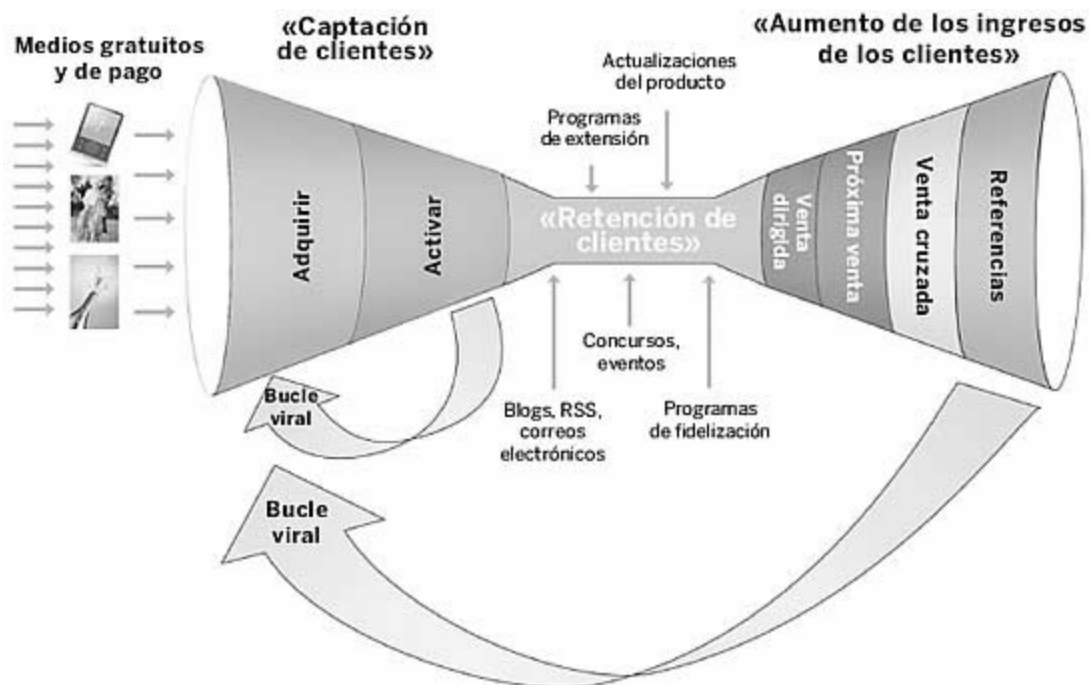 «Captación
de clientes»
«Aumento de los ingresos
de los clientes»
Medios gratuitos
y de pago
Actualizaciones
del producto
Programas
de extensión
Adquirir
Activar
«Retención de
clientes»
Venta
dirigida
Próxima venta
Venta cruzada
Referencias
Concursos,
eventos
Blogs, RSS,
correos
electrónicos
Programas
de fidelización
Bucle
viral
Bucle
viral